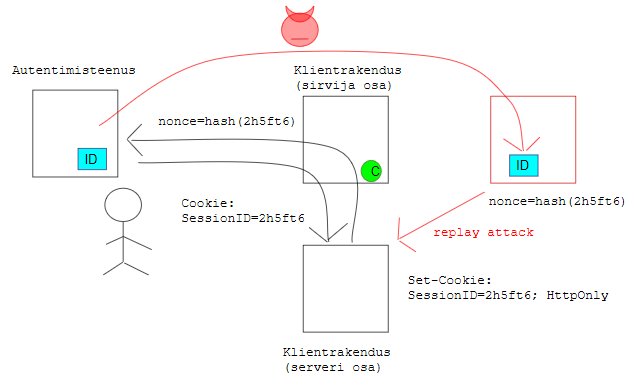 Autentimisteenus
Klientrakendus
(sirvija osa)
nonce=hash(2h5ft6)
ID
C
ID
Cookie:
SessionID=2h5ft6
nonce=hash(2h5ft6)
replay attack
Set-Cookie:
SessionID=2h5ft6; HttpOnly
Klientrakendus
(serveri osa)